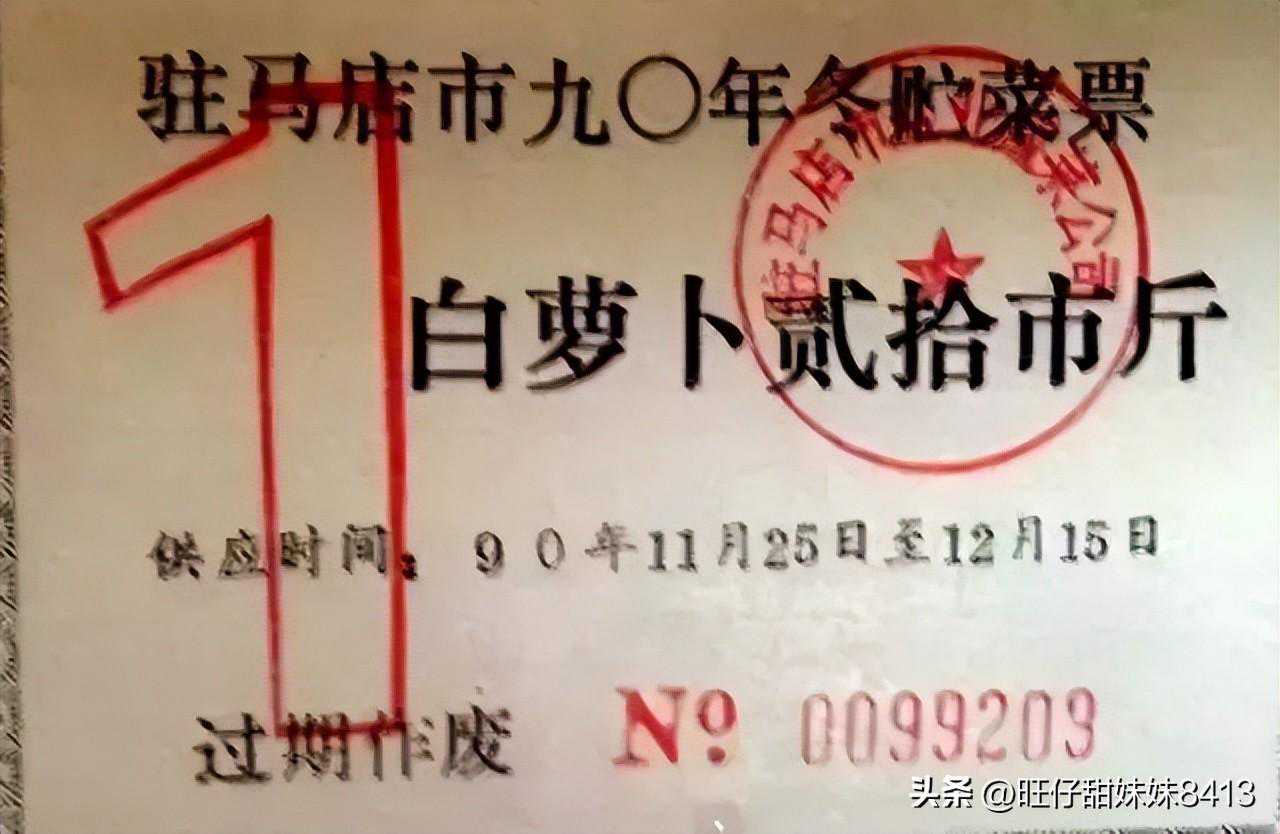 驻马店市九〇年冬贮菜票
1
白萝卜贰拾市斤
供应时间：90年11月25日至12月15日
过期作废 № 0099209
头条 @旺仔甜妹妹8413